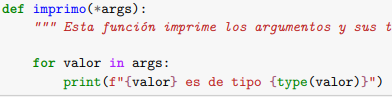 def imprimo(*args):
""" Esta función imprime los argumentos y sus t
for valor in args:
print(f"{valor} es de tipo {type(valor)}")